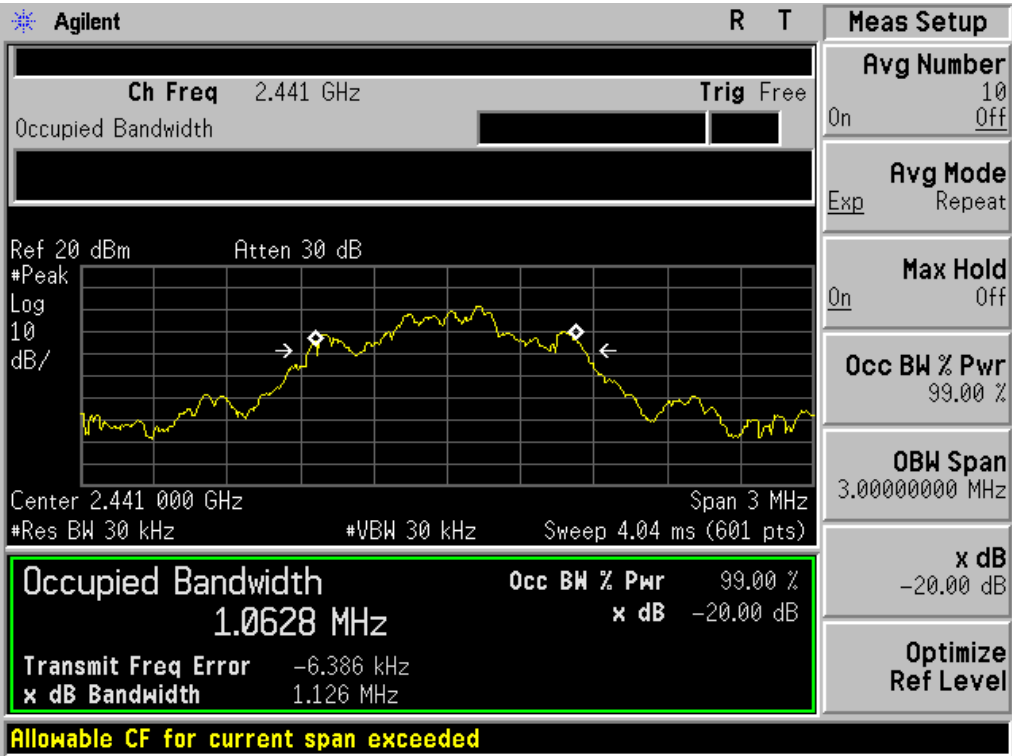 Agilent R T
Ch Freq 2.441 GHz Trig Free
Occupied Bandwidth
Ref 20 dBm Atten 30 dB
#Peak
Log
10
dB/
Center 2.441 000 GHz Span 3 MHz
#Res BW 30 kHz #VBW 30 kHz Sweep 4.04 ms (601 pts)
Occupied Bandwidth Occ BW % Pwr 99.00 %
1.0628 MHz x dB -20.00 dB
Transmit Freq Error -6.386 kHz
x dB Bandwidth 1.126 MHz
Allowable CF for current span exceeded
Meas Setup
Avg Number
10
On Off
Avg Mode
Exp Repeat
Max Hold
On Off
Occ BW % Pwr
99.00 %
OBW Span
3.00000000 MHz
x dB
-20.00 dB
Optimize
Ref Level